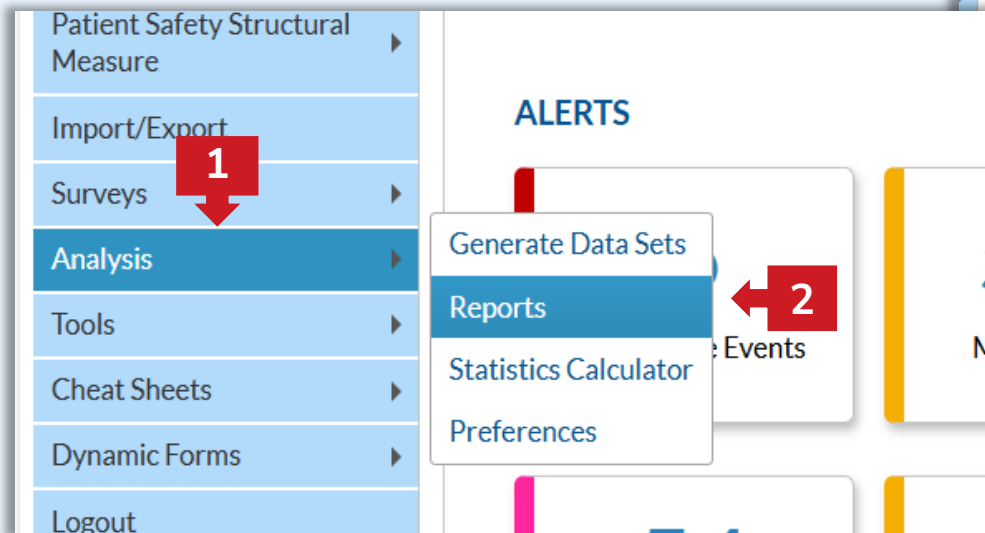 Patient Safety Structural
Measure
Import/Export
1
Surveys
Analysis
Tools
Cheat Sheets
Dynamic Forms
Logout
ALERTS
Generate Data Sets
Reports
2
Statistics Calculator
Preferences
Events